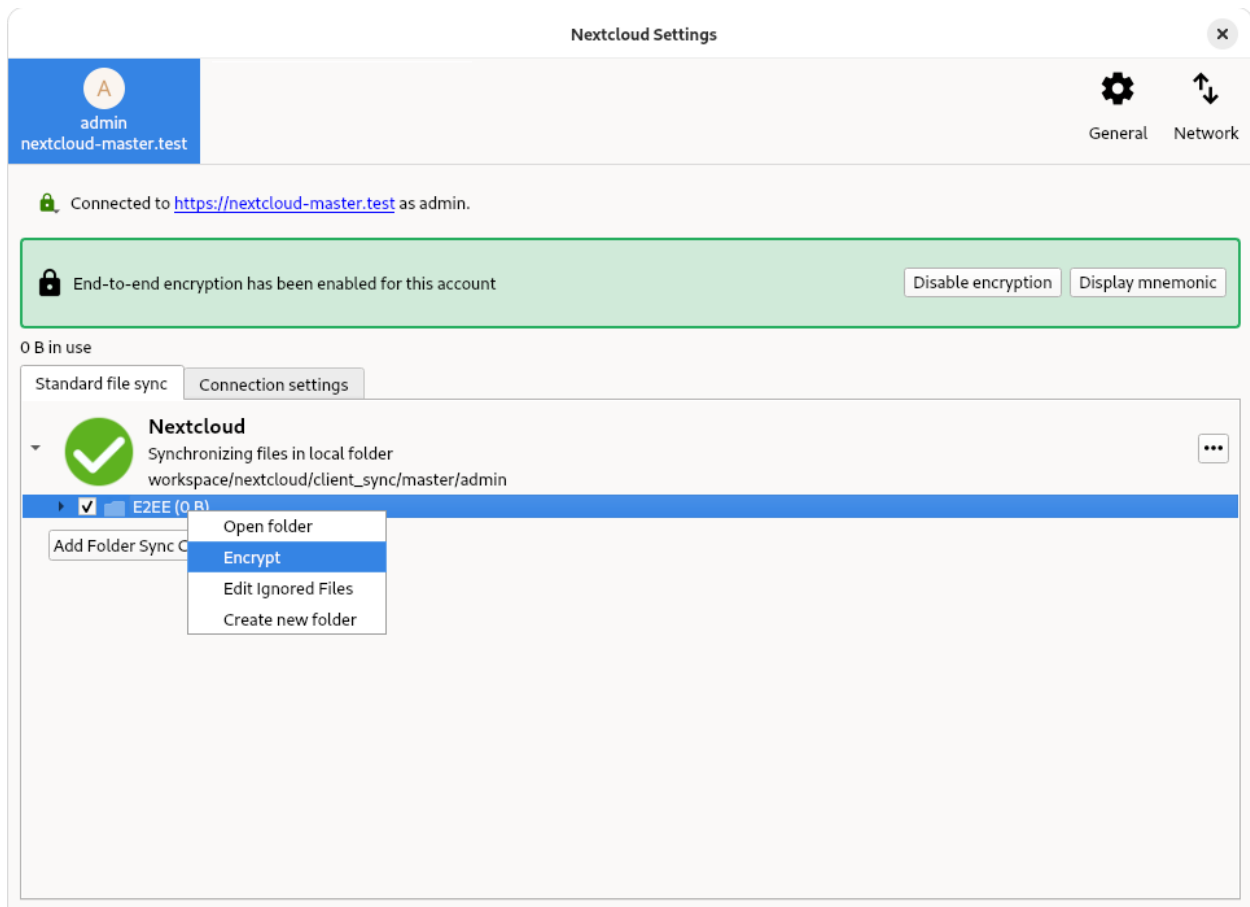 Nextcloud Settings
A
admin
nextcloud-master.test
General
Network
Connected to https://nextcloud-master.test as admin.
End-to-end encryption has been enabled for this account
Disable encryption
Display mnemonic
0 B in use
Standard file sync
Connection settings
Nextcloud
Synchronizing files in local folder
workspace/nextcloud/client_sync/master/admin
E2EE (0 B)
Add Folder Sync C
Open folder
Encrypt
Edit Ignored Files
Create new folder